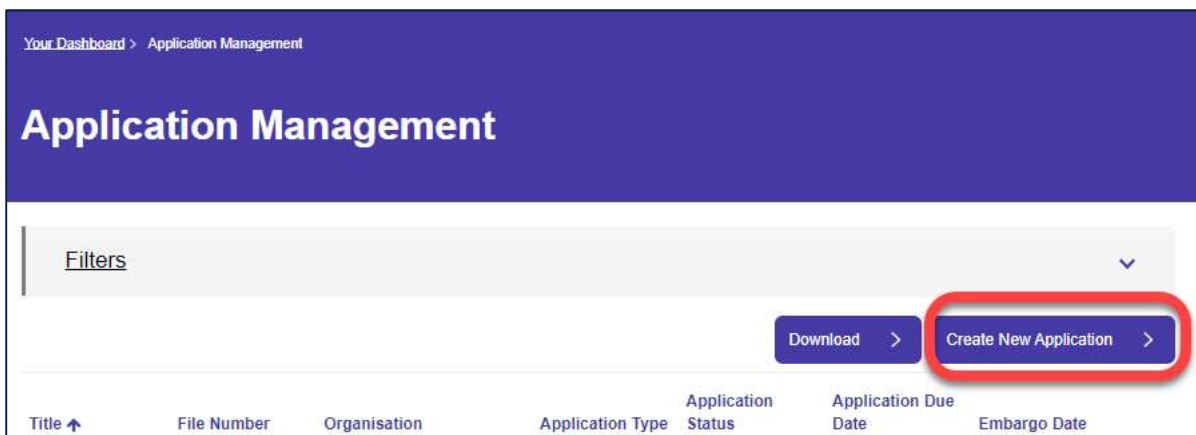 Your Dashboard > Application Management
Application Management
Filters
Download >
Create New Application >
Title ↑ File Number Organisation Application Type Application Status Application Due Date Embargo Date